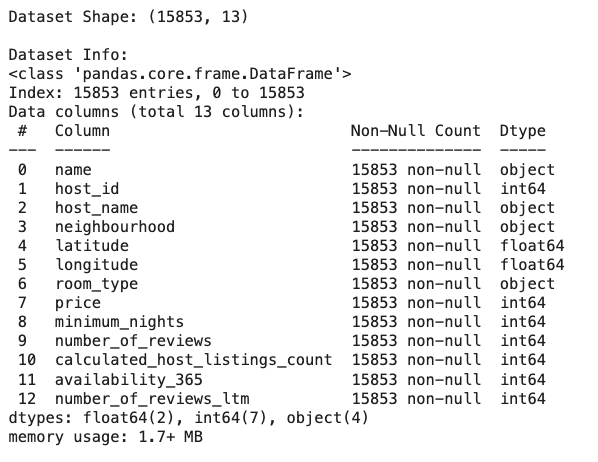 Dataset Shape: (15853, 13)
Dataset Info:
<class 'pandas.core.frame.DataFrame'>
Index: 15853 entries, 0 to 15853
Data columns (total 13 columns):
 #   Column                          Non-Null Count  Dtype
---  ------                          --------------  -----
 0   name                            15853 non-null  object
 1   host_id                         15853 non-null  int64
 2   host_name                       15853 non-null  object
 3   neighbourhood                   15853 non-null  object
 4   latitude                        15853 non-null  float64
 5   longitude                       15853 non-null  float64
 6   room_type                       15853 non-null  object
 7   price                           15853 non-null  int64
 8   minimum_nights                  15853 non-null  int64
 9   number_of_reviews               15853 non-null  int64
 10  calculated_host_listings_count  15853 non-null  int64
 11  availability_365                15853 non-null  int64
 12  number_of_reviews_ltm           15853 non-null  int64
dtypes: float64(2), int64(7), object(4)
memory usage: 1.7+ MB